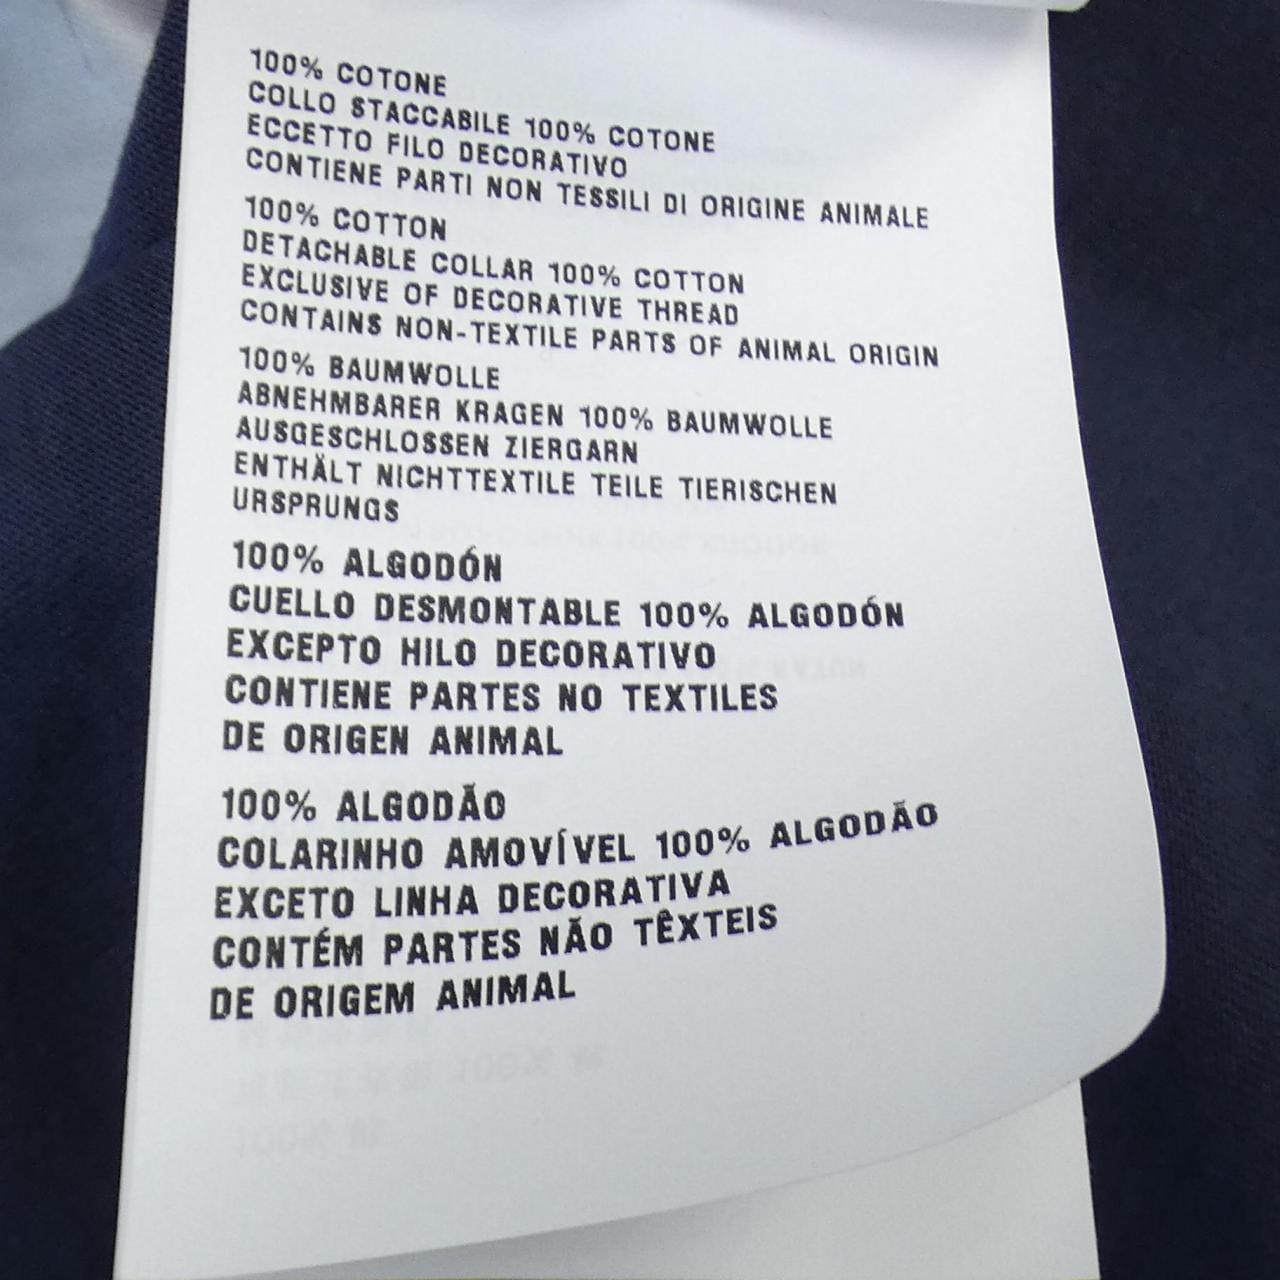 100% COTONE
COLLO STACCABILE 100% COTONE
ECCETTO FILO DECORATIVO
CONTIENE PARTI NON TESSILI DI ORIGINE ANIMALE
100% COTTON
DETACHABLE COLLAR 100% COTTON
EXCLUSIVE OF DECORATIVE THREAD
CONTAINS NON-TEXTILE PARTS OF ANIMAL ORIGIN
100% BAUMWOLLE
ABNEHMBARER KRAGEN 100% BAUMWOLLE
AUSGESCHLOSSEN ZIERGARN
ENTHÄLT NICHTTEXTILE TEILE TIERISCHEN
URSPRUNGS
100% ALGODÓN
CUELLO DESMONTABLE 100% ALGODÓN
EXCEPTO HILO DECORATIVO
CONTIENE PARTES NO TEXTILES
DE ORIGEN ANIMAL
100% ALGODÃO
COLARINHO AMOVÍVEL 100% ALGODÃO
EXCETO LINHA DECORATIVA
CONTÉM PARTES NÃO TÊXTEIS
DE ORIGEM ANIMAL